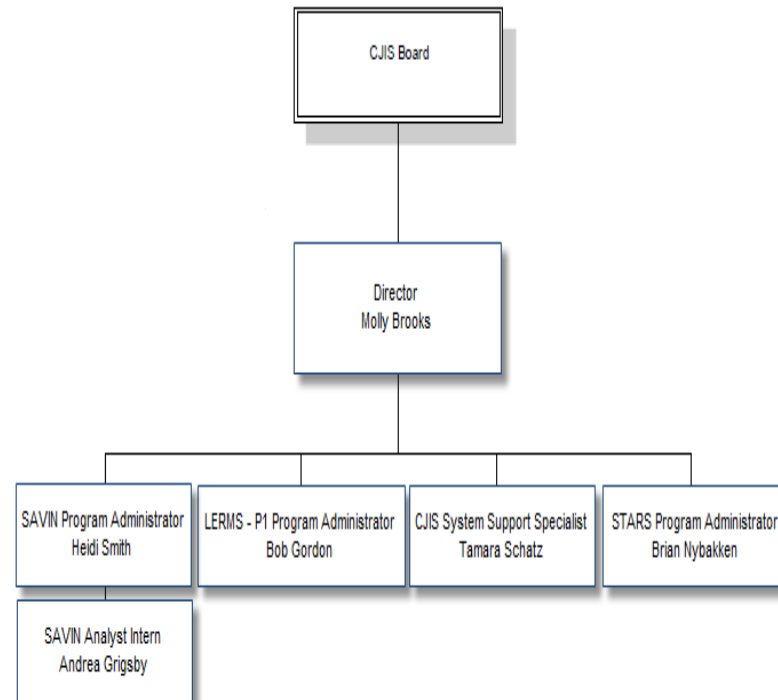 CJIS Board
Director
Molly Brooks
SAVIN Program Administrator
Heidi Smith
LERMS - P1 Program Administrator
Bob Gordon
CJIS System Support Specialist
Tamara Schatz
STARS Program Administrator
Brian Nybakken
SAVIN Analyst Intern
Andrea Grigsby